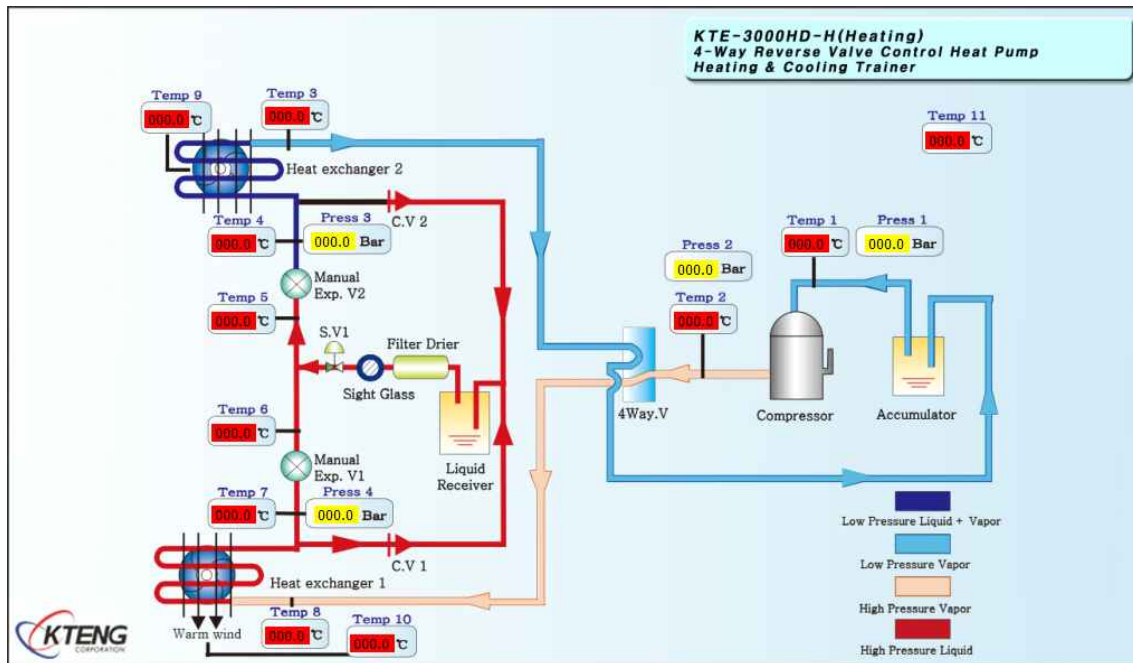 KTE-3000HD-H(Heating)
4-Way Reverse Valve Control Heat Pump
Heating & Cooling Trainer
Temp 9
000.0 ℃
Temp 3
000.0 ℃
Temp 11
000.0 ℃
Heat exchanger 2
C.V 2
Temp 4
000.0 ℃
Press 3
000.0 Bar
Temp 1
000.0 ℃
Press 1
000.0 Bar
Press 2
000.0 Bar
Manual
Exp. V2
Temp 5
000.0 ℃
Temp 2
000.0 ℃
S.V1
Filter Drier
Sight Glass
4Way.V
Compressor
Accumulator
Temp 6
000.0 ℃
Manual
Exp. V1
Liquid
Receiver
Temp 7
000.0 ℃
Press 4
000.0 Bar
C.V 1
Heat exchanger 1
Temp 8
000.0 ℃
Temp 10
000.0 ℃
Warm wind
Low Pressure Liquid + Vapor
Low Pressure Vapor
High Pressure Vapor
High Pressure Liquid
KTENG
CORPORATION